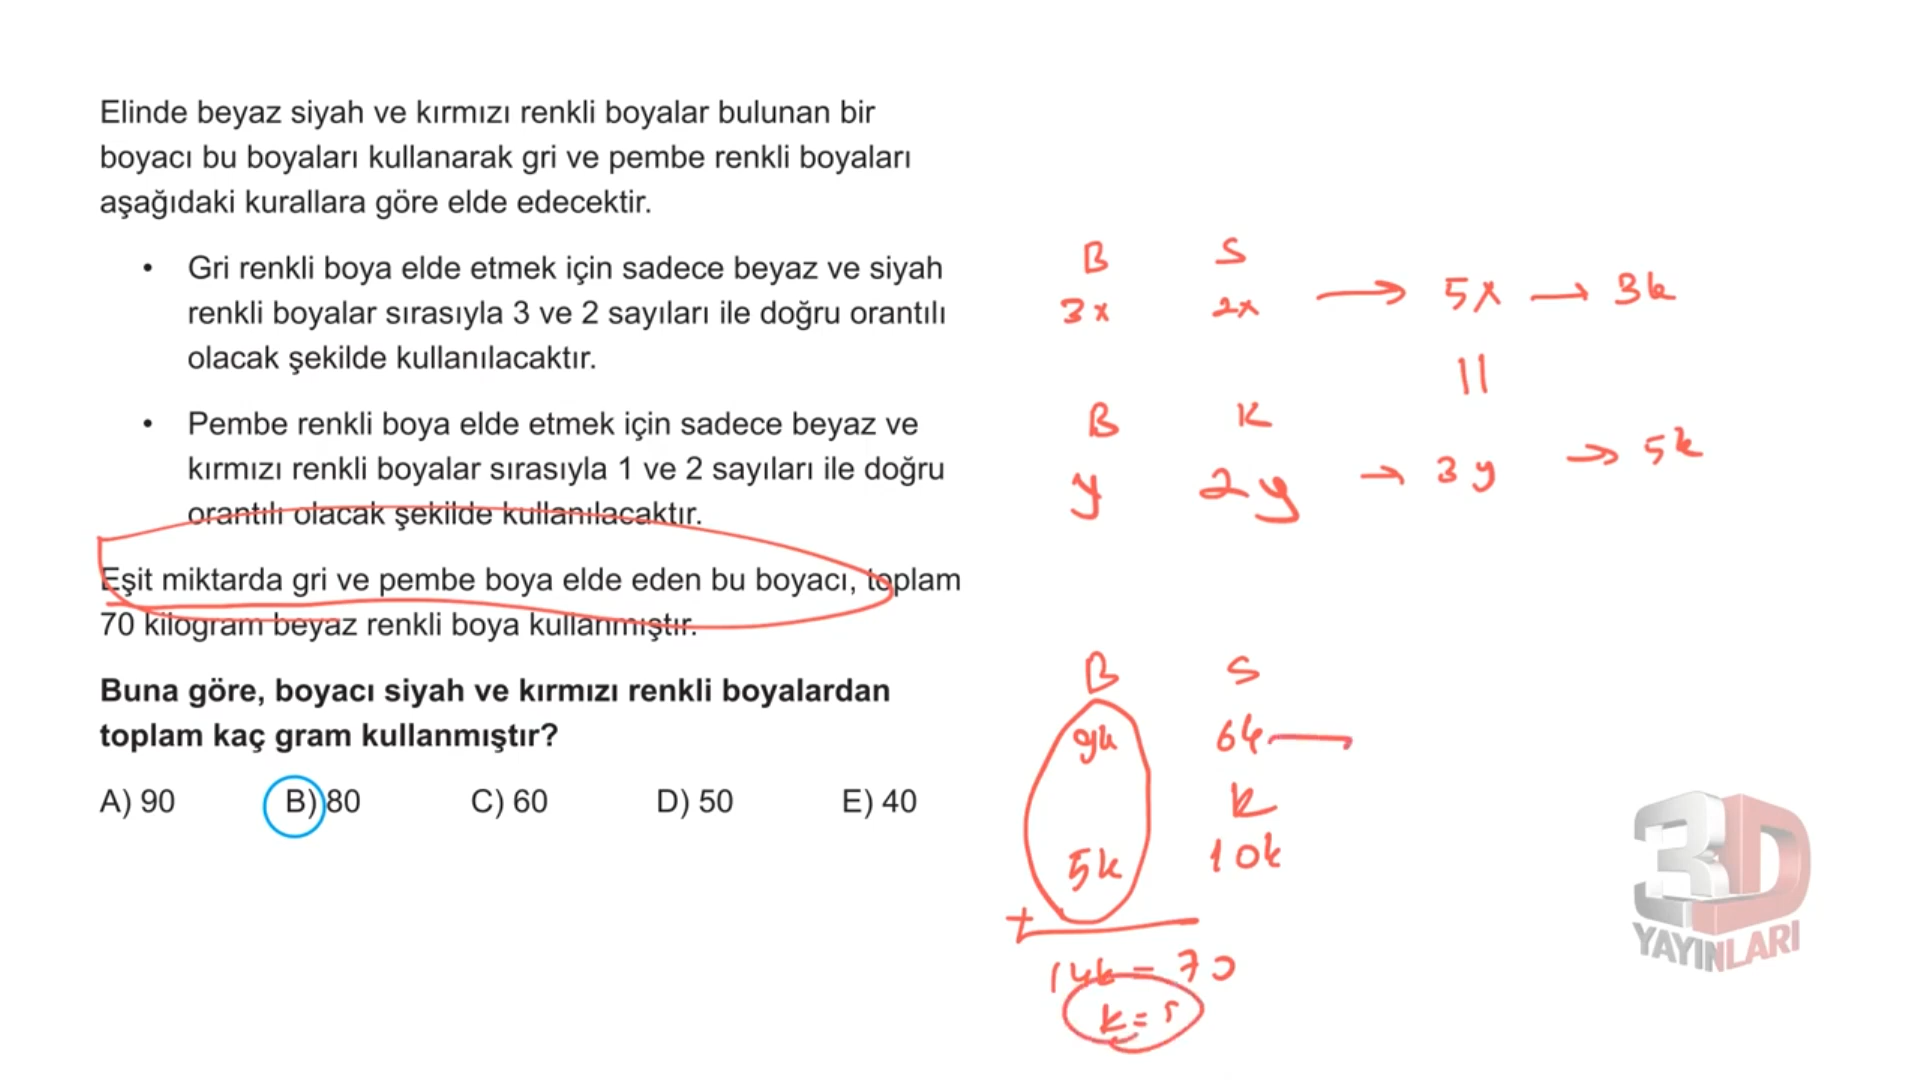 Elinde beyaz siyah ve kırmızı renkli boyalar bulunan bir
boyacı bu boyaları kullanarak gri ve pembe renkli boyaları
aşağıdaki kurallara göre elde edecektir.
• Gri renkli boya elde etmek için sadece beyaz ve siyah
renkli boyalar sırasıyla 3 ve 2 sayıları ile doğru orantılı
olacak şekilde kullanılacaktır.
• Pembe renkli boya elde etmek için sadece beyaz ve
kırmızı renkli boyalar sırasıyla 1 ve 2 sayıları ile doğru
orantılı olacak şekilde kullanılacaktır.
Eşit miktarda gri ve pembe boya elde eden bu boyacı, toplam
70 kilogram beyaz renkli boya kullanmıştır.
Buna göre, boyacı siyah ve kırmızı renkli boyalardan
toplam kaç gram kullanmıştır?
A) 90 B) 80 C) 60 D) 50 E) 40
B S
3x 2x → 5x → 3k
||
B K
y 2y → 3y → 5k
B S
9k 6k
k
5k 10k
+
14k = 70
k = 5
3D
YAYINLARI